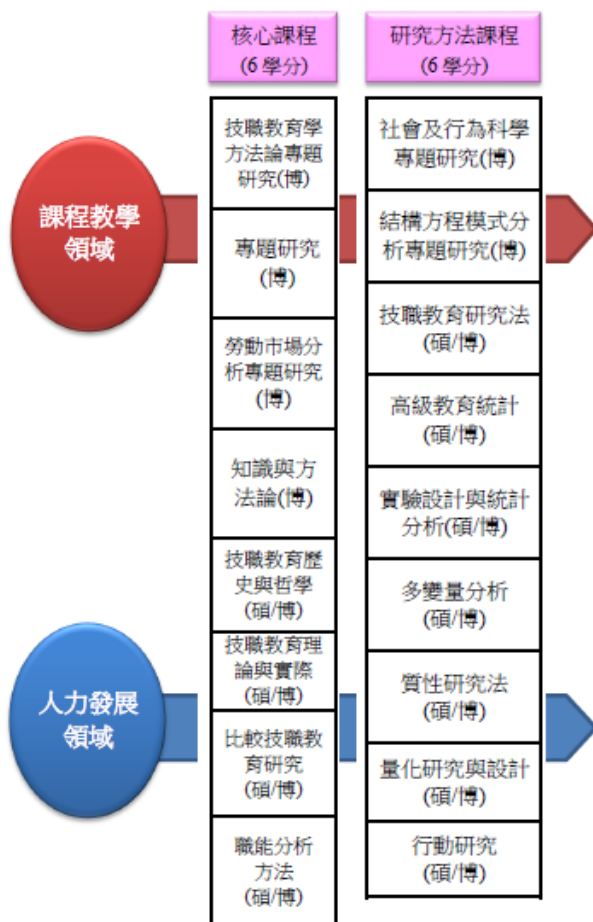 核心課程
(6 學分)
研究方法課程
(6 學分)
課程教學
領域
人力發展
領域
技職教育學
方法論專題
研究(博)
專題研究
(博)
勞動市場分
析專題研究
(博)
知識與方
法論(博)
技職教育歷
史與哲學
(碩/博)
技職教育理
論與實際
(碩/博)
比較技職教
育研究
(碩/博)
職能分析
方法
(碩/博)
社會及行為科學
專題研究(博)
結構方程模式分
析專題研究(博)
技職教育研究法
(碩/博)
高級教育統計
(碩/博)
實驗設計與統計
分析(碩/博)
多變量分析
(碩/博)
質性研究法
(碩/博)
量化研究與設計
(碩/博)
行動研究
(碩/博)